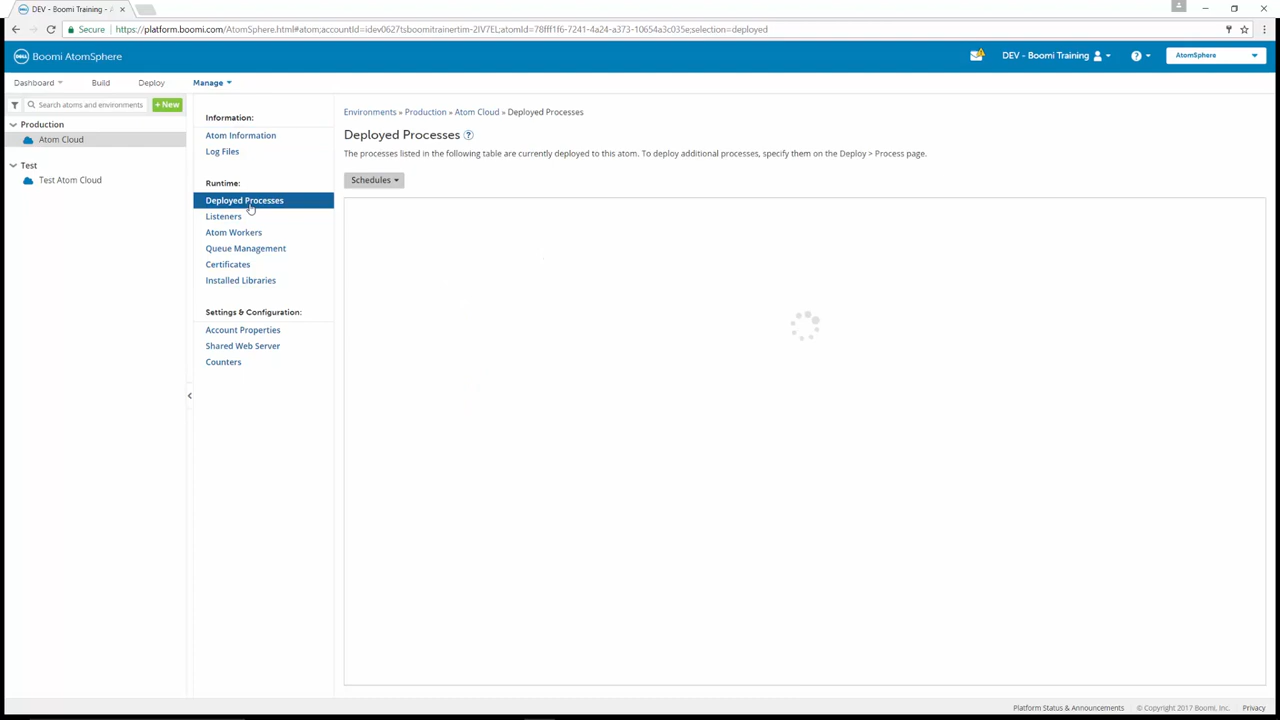 DEV - Boomi Training - A
Secure https://platform.boomi.com/AtomSphere.html#atom;accountId=idev0627tsboomitrainertim-2IV7EL;atomId=78fff1f6-7241-4a24-a373-10654a3c035e;selection=deployed
DELL Boomi AtomSphere DEV - Boomi Training ? AtomSphere
Dashboard Build Deploy Manage
Search atoms and environments + New
Production
Atom Cloud
Test
Test Atom Cloud
Information:
Atom Information
Log Files
Runtime:
Deployed Processes
Listeners
Atom Workers
Queue Management
Certificates
Installed Libraries
Settings & Configuration:
Account Properties
Shared Web Server
Counters
Environments » Production » Atom Cloud » Deployed Processes
Deployed Processes ?
The processes listed in the following table are currently deployed to this atom. To deploy additional processes, specify them on the Deploy > Process page.
Schedules
Platform Status & Announcements © Copyright 2017 Boomi, Inc. Privacy